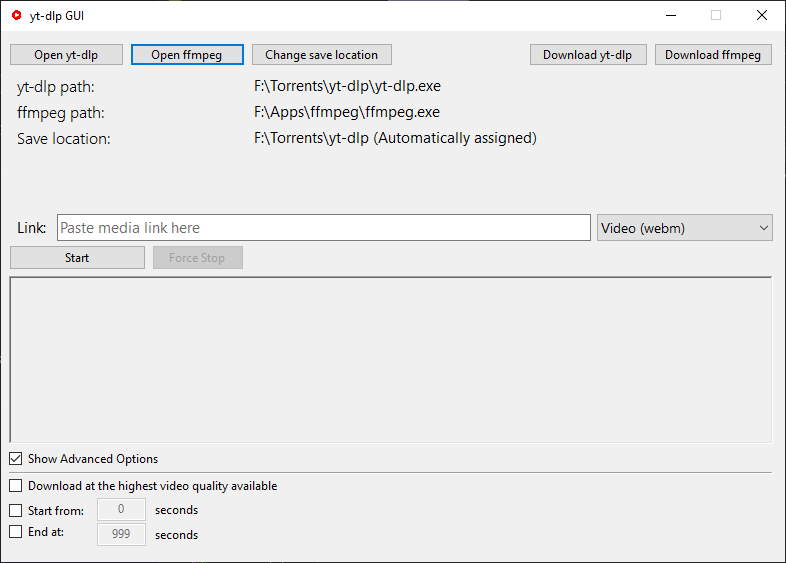 yt-dlp GUI
Open yt-dlp Open ffmpeg Change save location Download yt-dlp Download ffmpeg
yt-dlp path: F:\Torrents\yt-dlp\yt-dlp.exe
ffmpeg path: F:\Apps\ffmpeg\ffmpeg.exe
Save location: F:\Torrents\yt-dlp (Automatically assigned)
Link: Paste media link here Video (webm)
Start Force Stop
Show Advanced Options
Download at the highest video quality available
Start from: 0 seconds
End at: 999 seconds